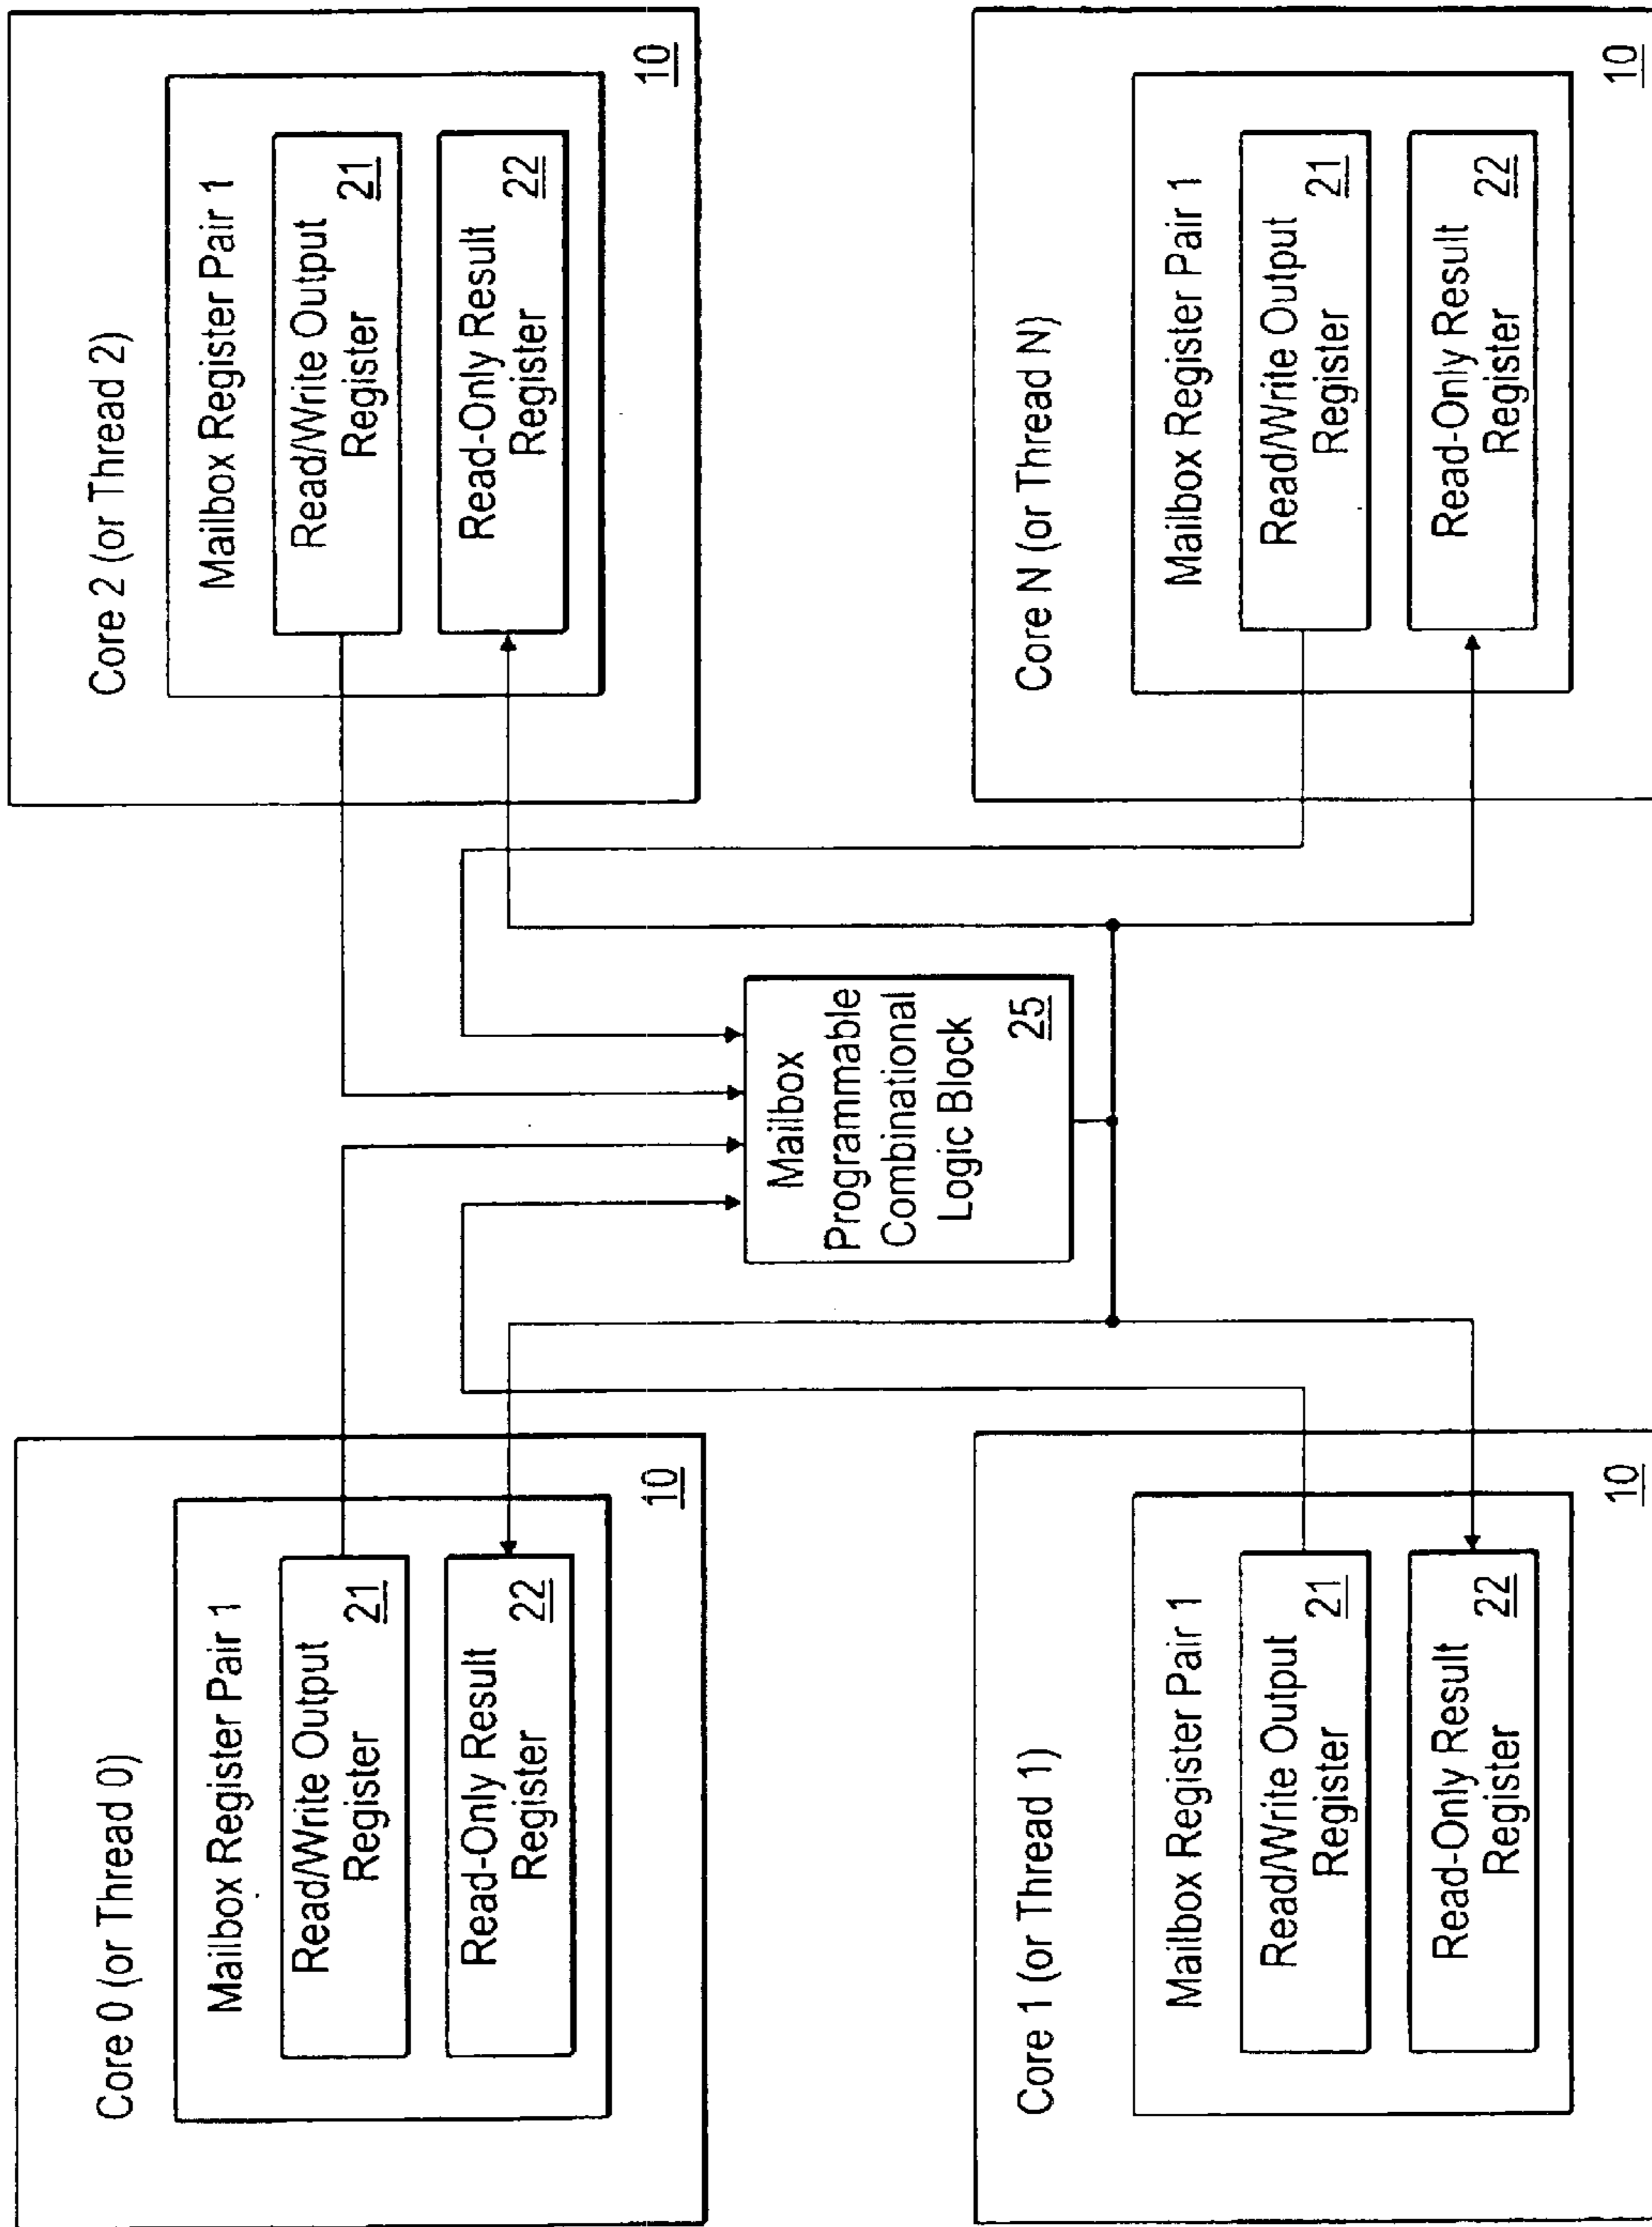 Core 0 (or Thread 0)
Mailbox Register Pair 1
Read/Write Output
Register
21
Read-Only Result
Register
22
10
Core 2 (or Thread 2)
Mailbox Register Pair 1
Read/Write Output
Register
21
Read-Only Result
Register
22
10
Mailbox
Programmable
Combinational
Logic Block
25
Core 1 (or Thread 1)
Mailbox Register Pair 1
Read/Write Output
Register
21
Read-Only Result
Register
22
10
Core N (or Thread N)
Mailbox Register Pair 1
Read/Write Output
Register
21
Read-Only Result
Register
22
10